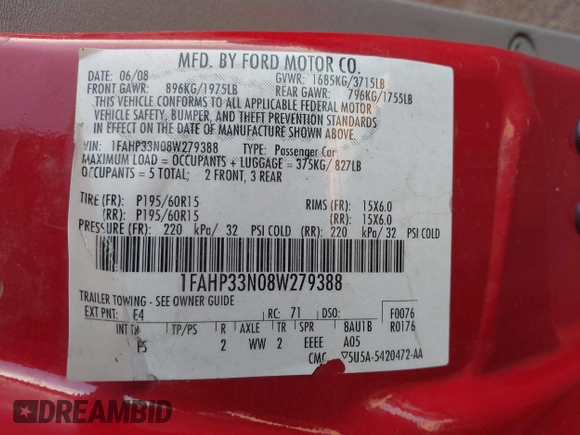 MFD. BY FORD MOTOR CO.
DATE: 06/08 GVWR: 1685KG/3715LB
FRONT GAWR: 896KG/1975LB REAR GAWR: 796KG/1755LB
THIS VEHICLE CONFORMS TO ALL APPLICABLE FEDERAL MOTOR
VEHICLE SAFETY, BUMPER, AND THEFT PREVENTION STANDARDS
IN EFFECT ON THE DATE OF MANUFACTURE SHOWN ABOVE.
VIN: 1FAHP33N08W279388 TYPE: Passenger Car
MAXIMUM LOAD = OCCUPANTS + LUGGAGE = 375KG/827LB
OCCUPANTS = 5 TOTAL; 2 FRONT, 3 REAR
TIRE (FR): P195/60R15 RIMS (FR): 15X6.0
(RR): P195/60R15 (RR): 15X6.0
PRESSURE (FR): 220 kPa/ 32 PSI COLD (RR): 220 kPa/ 32 PSI COLD
1FAHP33N08W279388
TRAILER TOWING - SEE OWNER GUIDE
EXT PNT: E4 RC: 71 DSO: F0076
INT TR TP/PS R AXLE TR SPR 8AU1B R0176
P5 2 WW 2 EEEE A05
CMC 5U5A-5420472-AA
DREAMBID